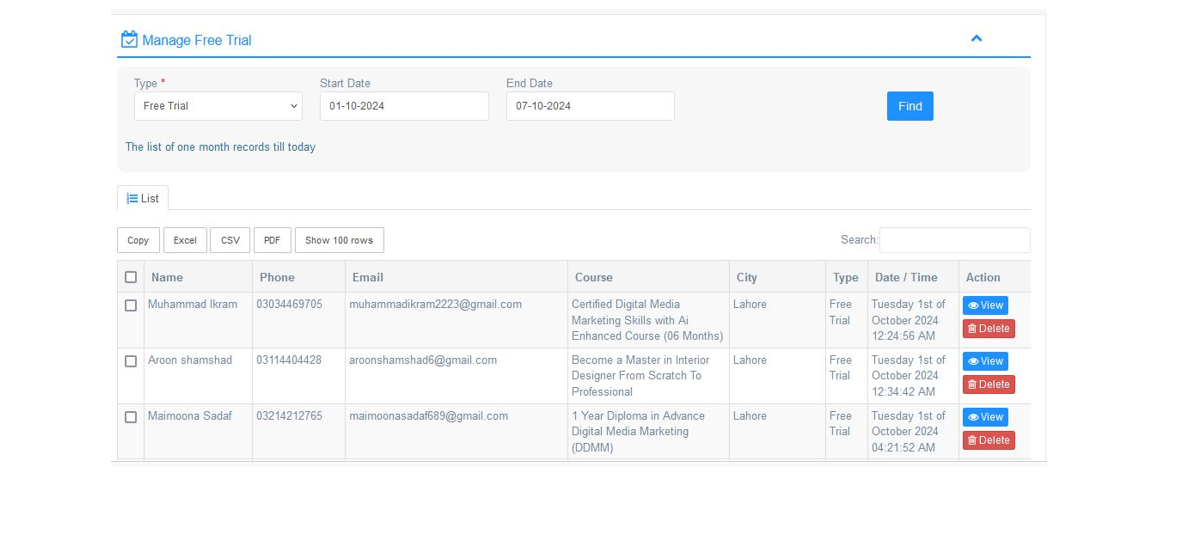 Manage Free Trial
Type * Start Date End Date
Free Trial 01-10-2024 07-10-2024 Find
The list of one month records till today
List
Copy Excel CSV PDF Show 100 rows Search:
Name Phone Email Course City Type Date / Time Action
Muhammad Ikram 03034469705 muhammadikram2223@gmail.com Certified Digital Media Lahore Free Tuesday 1st of View
Marketing Skills with Ai Trial October 2024
Enhanced Course (06 Months) 12:24:56 AM Delete
Aroon shamshad 03114404428 aroonshamshad6@gmail.com Become a Master in Interior Lahore Free Tuesday 1st of View
Designer From Scratch To Trial October 2024
Professional 12:34:42 AM Delete
Maimoona Sadaf 03214212765 maimoonasadaf689@gmail.com 1 Year Diploma in Advance Lahore Free Tuesday 1st of View
Digital Media Marketing Trial October 2024
(DDMM) 04:21:52 AM Delete